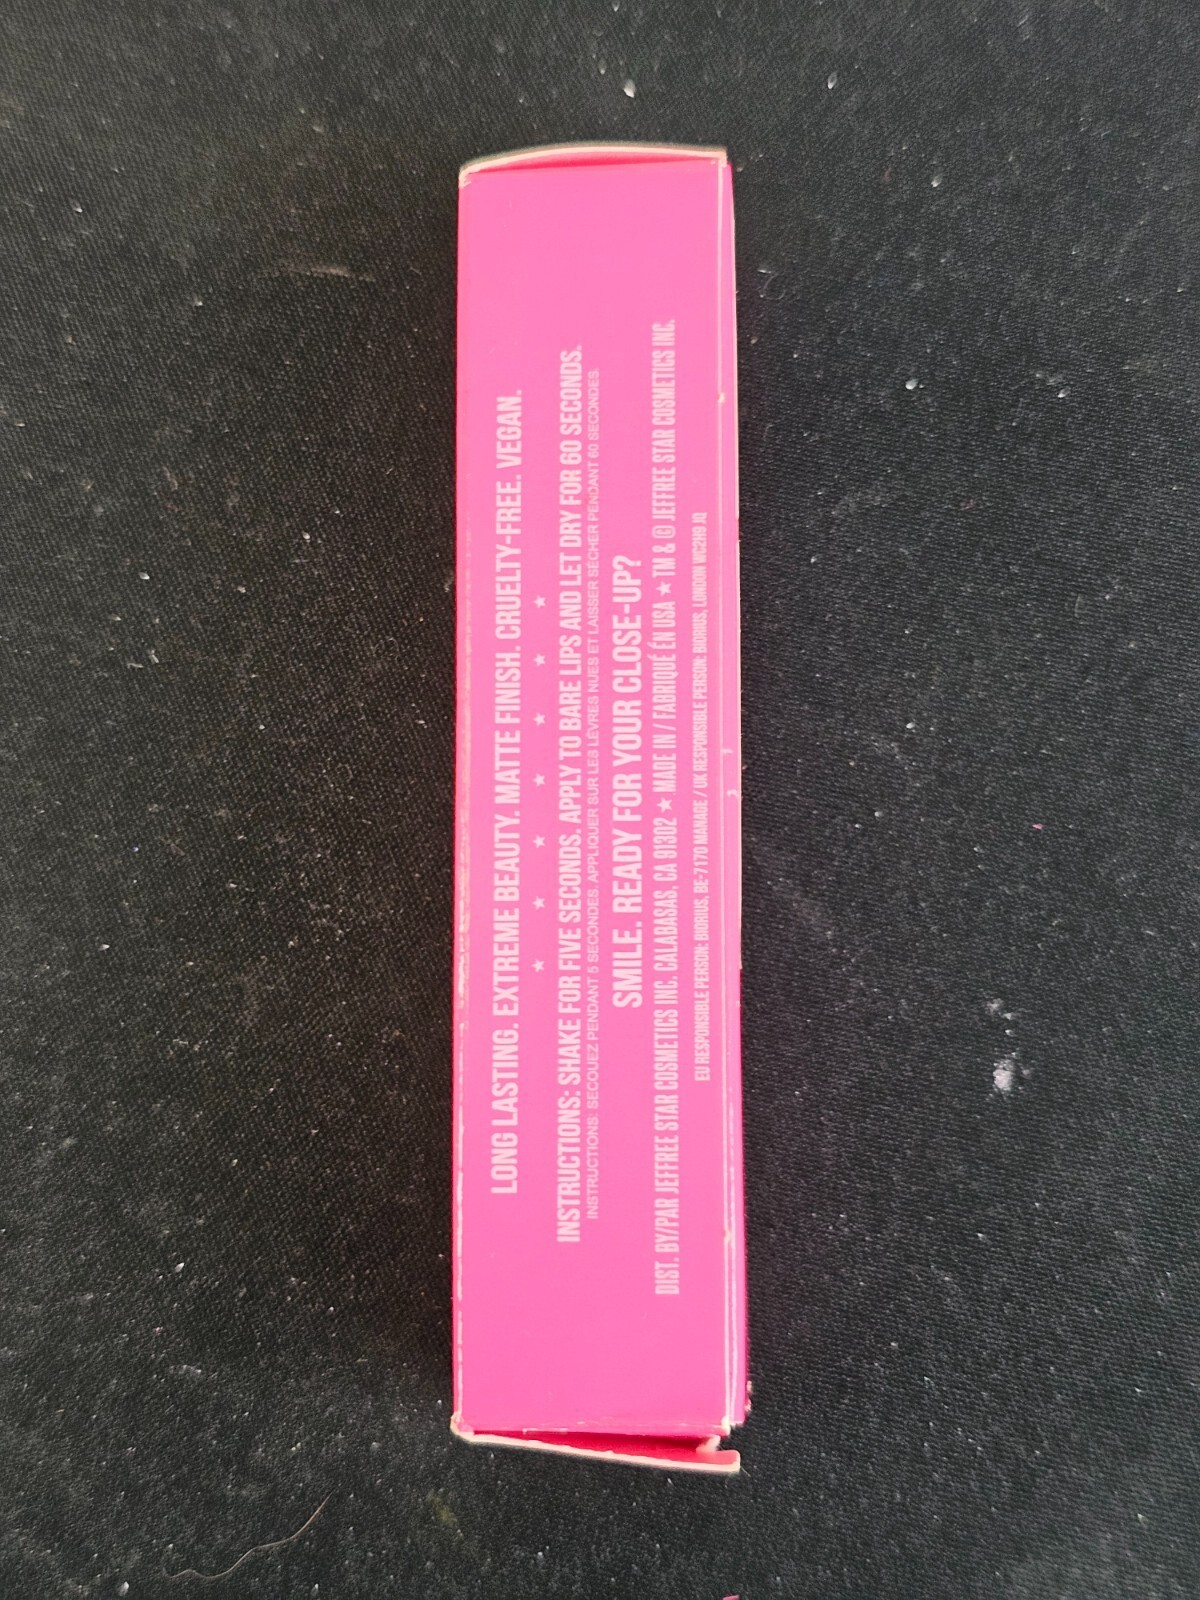 LONG LASTING. EXTREME BEAUTY. MATTE FINISH. CRUELTY-FREE. VEGAN.
★ ★ ★ ★ ★ ★ ★
INSTRUCTIONS: SHAKE FOR FIVE SECONDS. APPLY TO BARE LIPS AND LET DRY FOR 60 SECONDS.
INSTRUCTIONS: SECOUEZ PENDANT 5 SECONDES. APPLIQUER SUR LES LÈVRES NUES ET LAISSER SÉCHER PENDANT 60 SECONDES.
SMILE. READY FOR YOUR CLOSE-UP?
DIST. BY/PAR JEFFREE STAR COSMETICS INC. CALABASAS, CA 91302 ★ MADE IN / FABRIQUÉ EN USA ★ TM & © JEFFREE STAR COSMETICS INC.
EU RESPONSIBLE PERSON: BIORIUS, BE-7170 MANAGE / UK RESPONSIBLE PERSON: BIORIUS, LONDON WC2H9 JQ